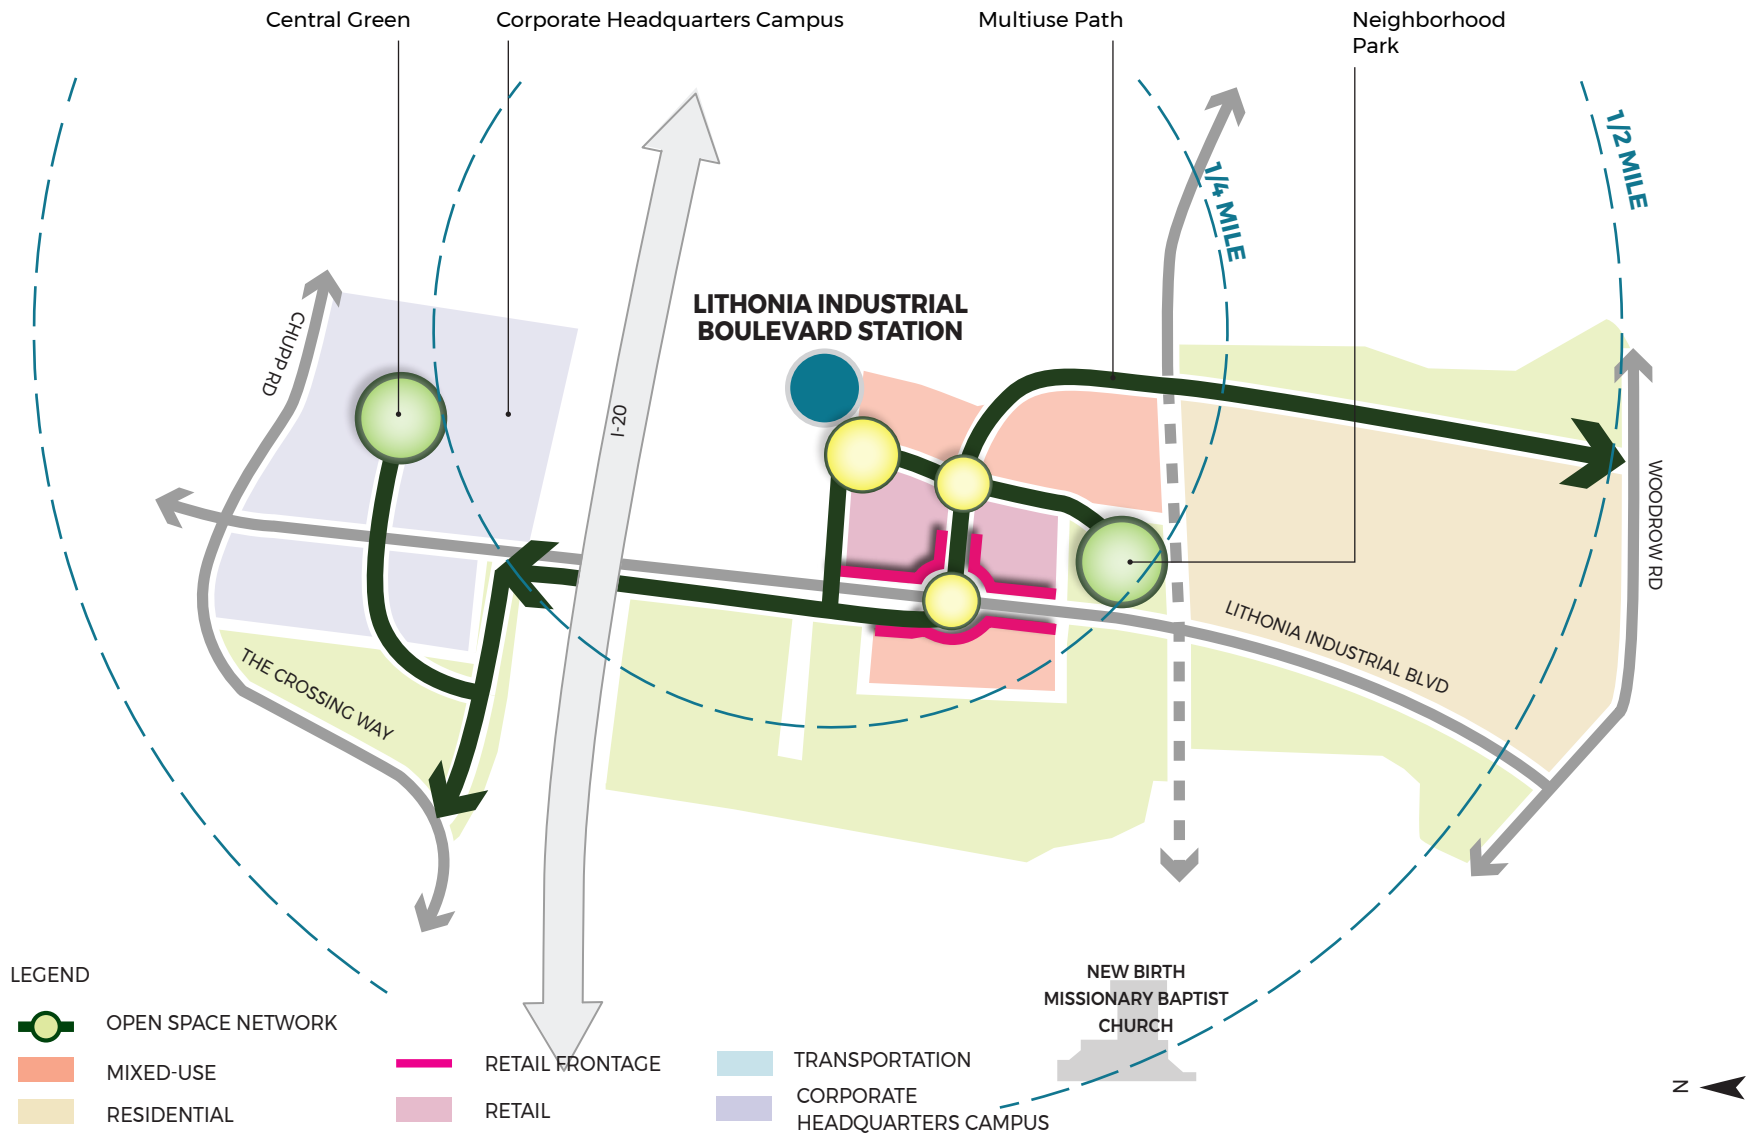 Central Green
Corporate Headquarters Campus
Multiuse Path
Neighborhood
Park
1/2 MILE
1/4 MILE
LITHONIA INDUSTRIAL
BOULEVARD STATION
CHUPP RD
I-20
WOODROW RD
LITHONIA INDUSTRIAL BLVD
THE CROSSING WAY
NEW BIRTH
MISSIONARY BAPTIST
CHURCH
LEGEND
OPEN SPACE NETWORK
MIXED-USE
RESIDENTIAL
RETAIL FRONTAGE
RETAIL
TRANSPORTATION
CORPORATE
HEADQUARTERS CAMPUS
N